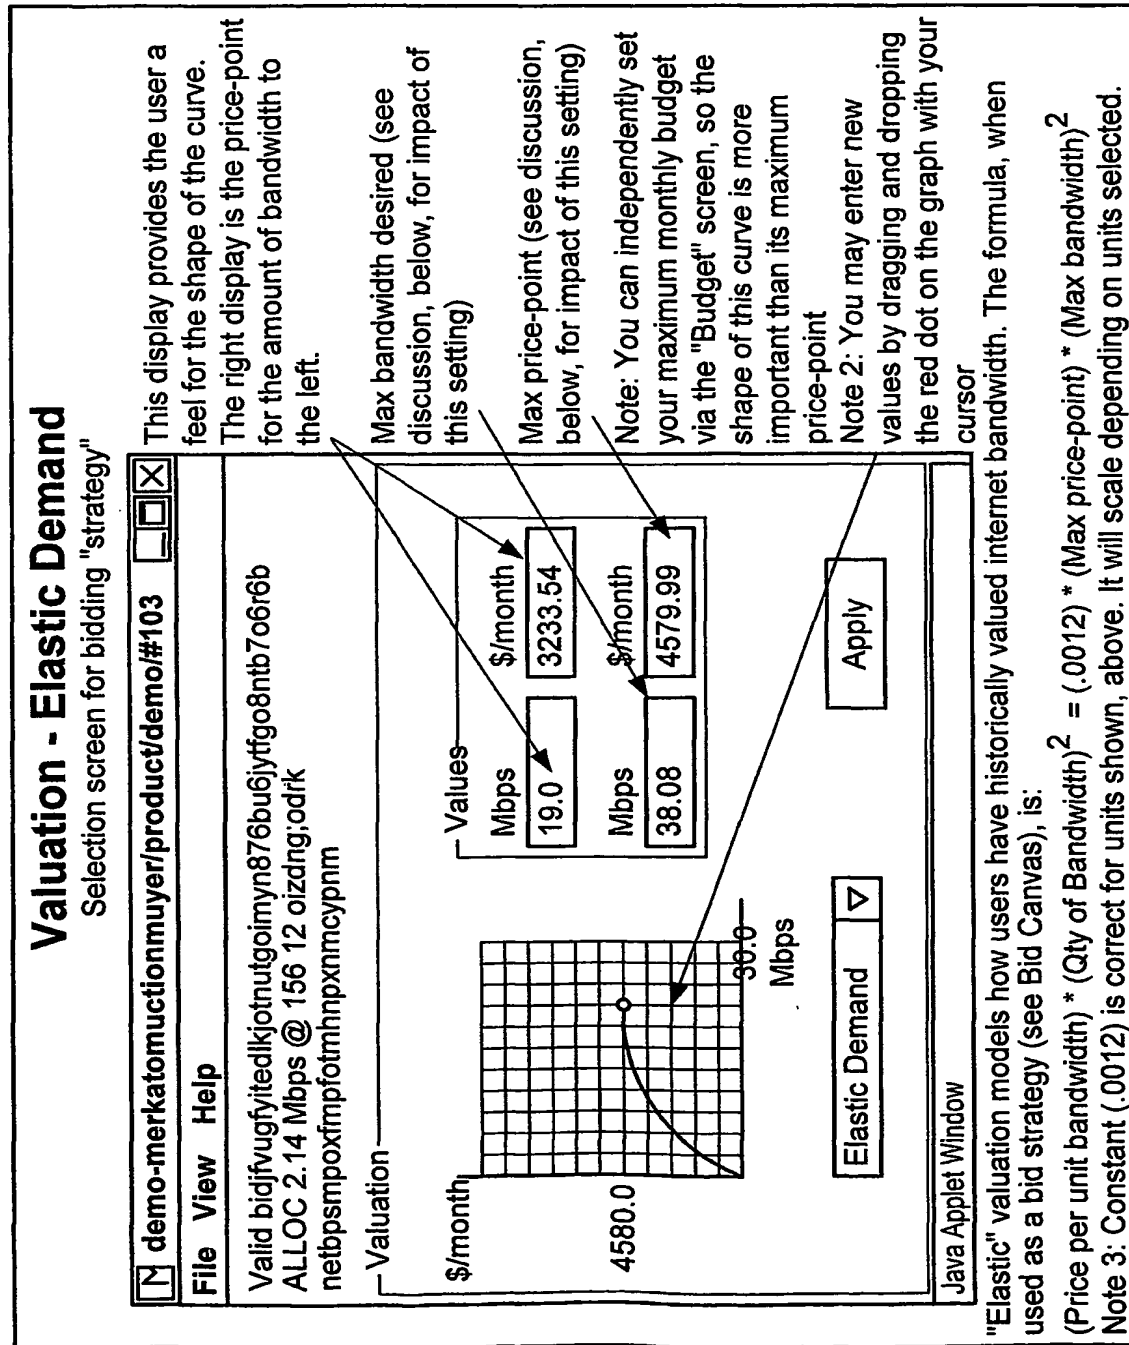 Valuation - Elastic Demand
Selection screen for bidding "strategy"
demo-merkatomuctionmuyer/product/demo/#103
File View Help
Valid bidjfvugfyitedlkjotnutgoimyn876bu6jytfgo8ntb7o6r6b
ALLOC 2.14 Mbps @ 156 12 oizdng;odrk
netbpsmpoxfmpfotmhnpxnmcypnm
Valuation
$/month
4580.0
30.0
Mbps
Values
Mbps $/month
19.0 3233.54
Mbps $/month
38.08 4579.99
Elastic Demand
Apply
Java Applet Window
This display provides the user a
feel for the shape of the curve.
The right display is the price-point
for the amount of bandwidth to
the left.
Max bandwidth desired (see
discussion, below, for impact of
this setting)
Max price-point (see discussion,
below, for impact of this setting)
Note: You can independently set
your maximum monthly budget
via the "Budget" screen, so the
shape of this curve is more
important than its maximum
price-point
Note 2: You may enter new
values by dragging and dropping
the red dot on the graph with your
cursor
"Elastic" valuation models how users have historically valued internet bandwidth. The formula, when
used as a bid strategy (see Bid Canvas), is:
(Price per unit bandwidth) * (Qty of Bandwidth)² = (.0012) * (Max price-point) * (Max bandwidth)²
Note 3: Constant (.0012) is correct for units shown, above. It will scale depending on units selected.